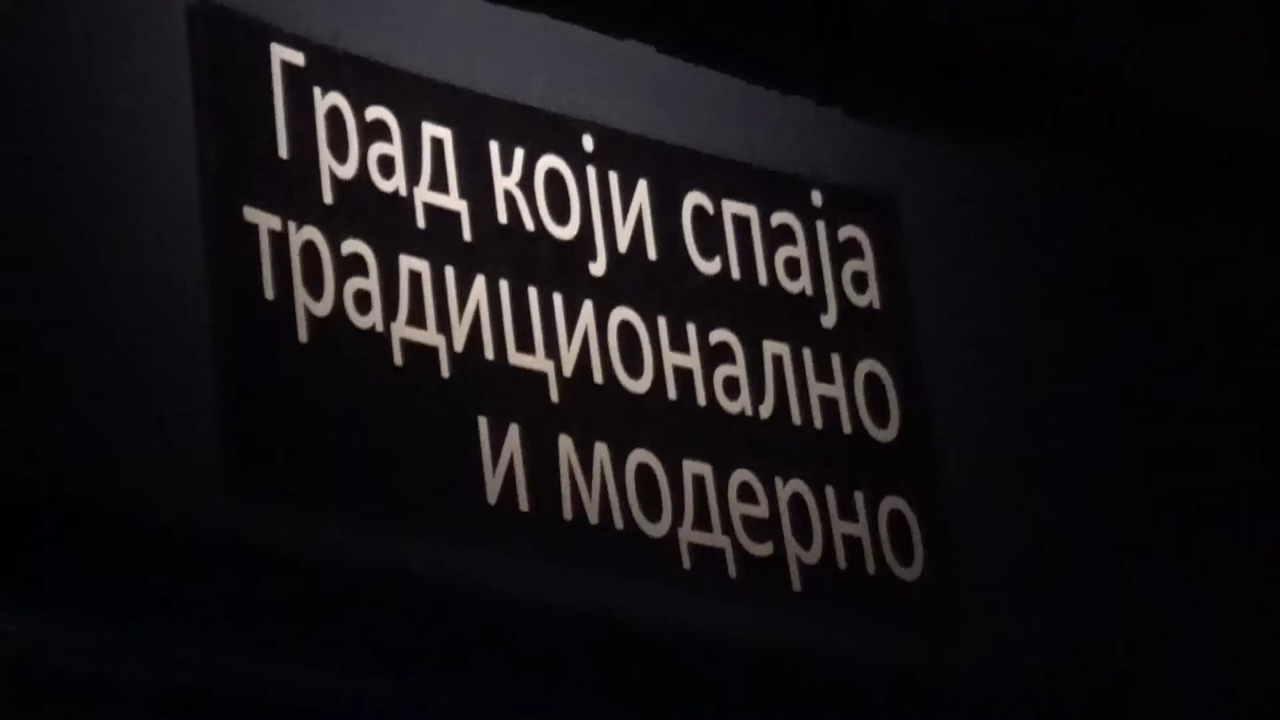 Град који спаја
традиционално
и модерно